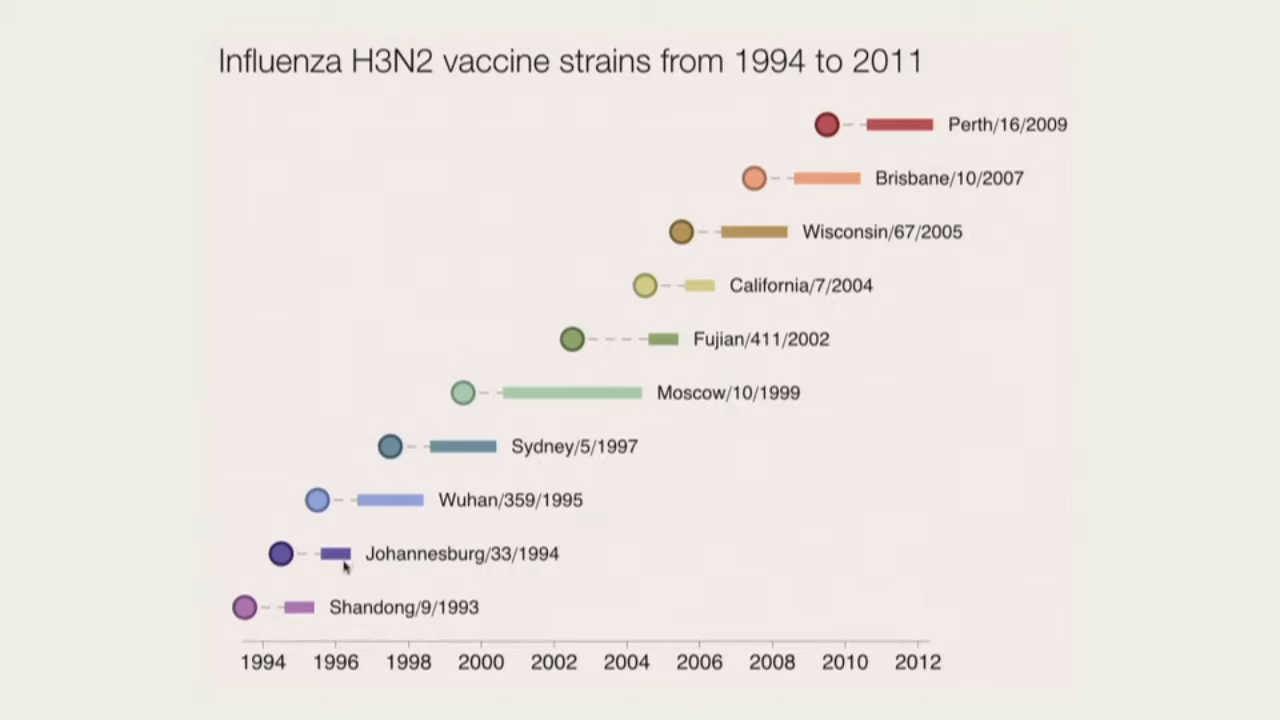 Influenza H3N2 vaccine strains from 1994 to 2011
Perth/16/2009
Brisbane/10/2007
Wisconsin/67/2005
California/7/2004
Fujian/411/2002
Moscow/10/1999
Sydney/5/1997
Wuhan/359/1995
Johannesburg/33/1994
Shandong/9/1993
1994 1996 1998 2000 2002 2004 2006 2008 2010 2012